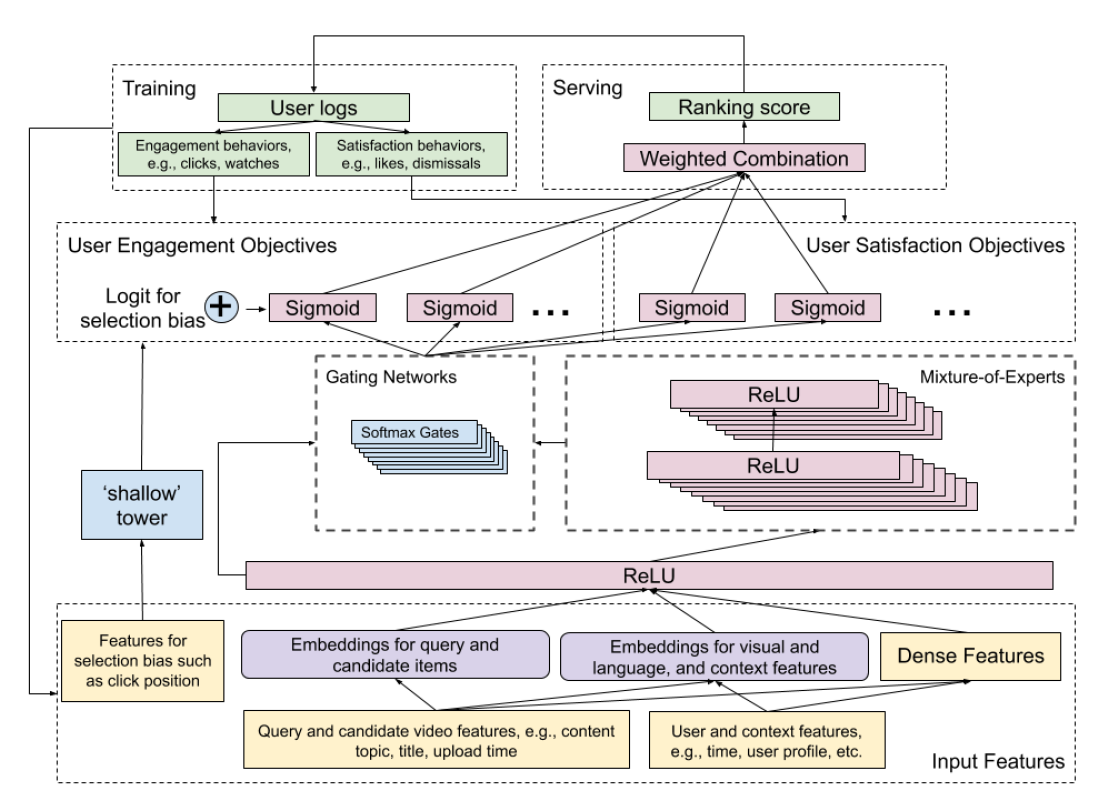 Training
User logs
Engagement behaviors,
e.g., clicks, watches
Satisfaction behaviors,
e.g., likes, dismissals
Serving
Ranking score
Weighted Combination
User Engagement Objectives
Logit for
selection bias
+
Sigmoid
Sigmoid
...
User Satisfaction Objectives
Sigmoid
Sigmoid
...
Gating Networks
Softmax Gates
Mixture-of-Experts
ReLU
ReLU
‘shallow’
tower
ReLU
Features for
selection bias such
as click position
Embeddings for query and
candidate items
Embeddings for visual and
language, and context features
Dense Features
Query and candidate video features, e.g., content
topic, title, upload time
User and context features,
e.g., time, user profile, etc.
Input Features